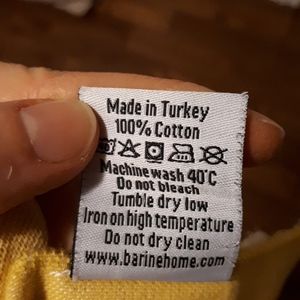 Made in Turkey
100% Cotton
Machine wash 40°C
Do not bleach
Tumble dry low
Iron on high temperature
Do not dry clean
www.barinehome.com